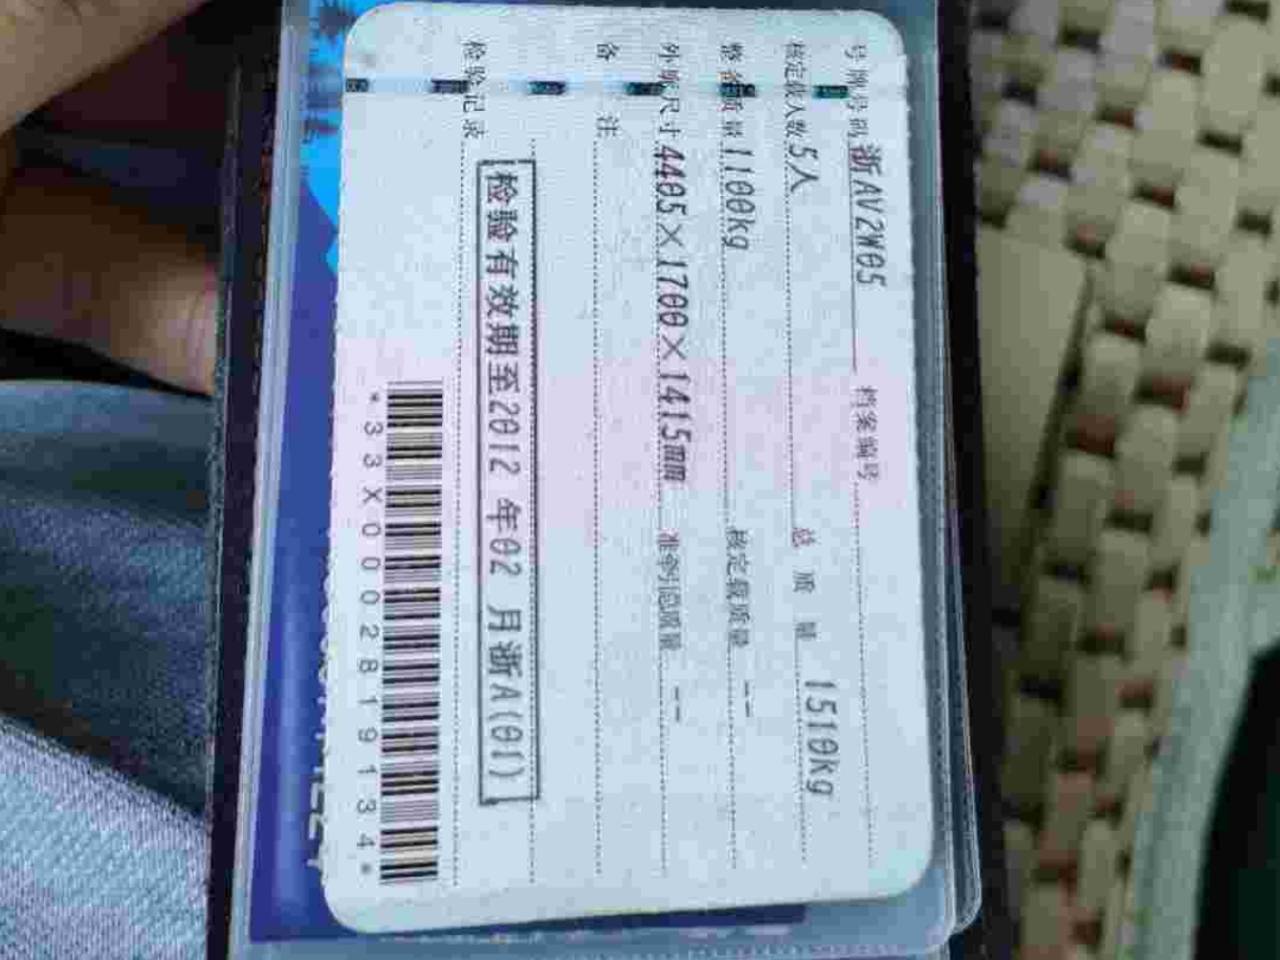 号牌号码 浙AV2W05 档案编号
核定载人数 5人 总质量 1510kg
整备质量 1100kg 核定载质量 --
外廓尺寸 4405×1700×1415mm 准牵引总质量 --
备注
检验记录
检验有效期至2012 年02 月浙A(01)
*33X0002819134*